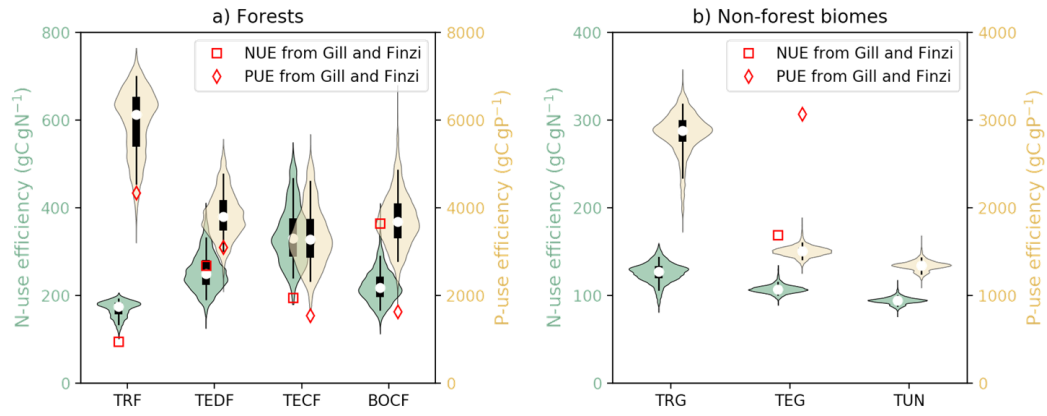 a) Forests
N-use efficiency (gC gN⁻¹)
800
600
400
200
0
NUE from Gill and Finzi
PUE from Gill and Finzi
8000
6000
4000
2000
0
P-use efficiency (gC gP⁻¹)
TRF TEDF TECF BOCF
b) Non-forest biomes
N-use efficiency (gC gN⁻¹)
400
300
200
100
0
NUE from Gill and Finzi
PUE from Gill and Finzi
4000
3000
2000
1000
0
P-use efficiency (gC gP⁻¹)
TRG TEG TUN